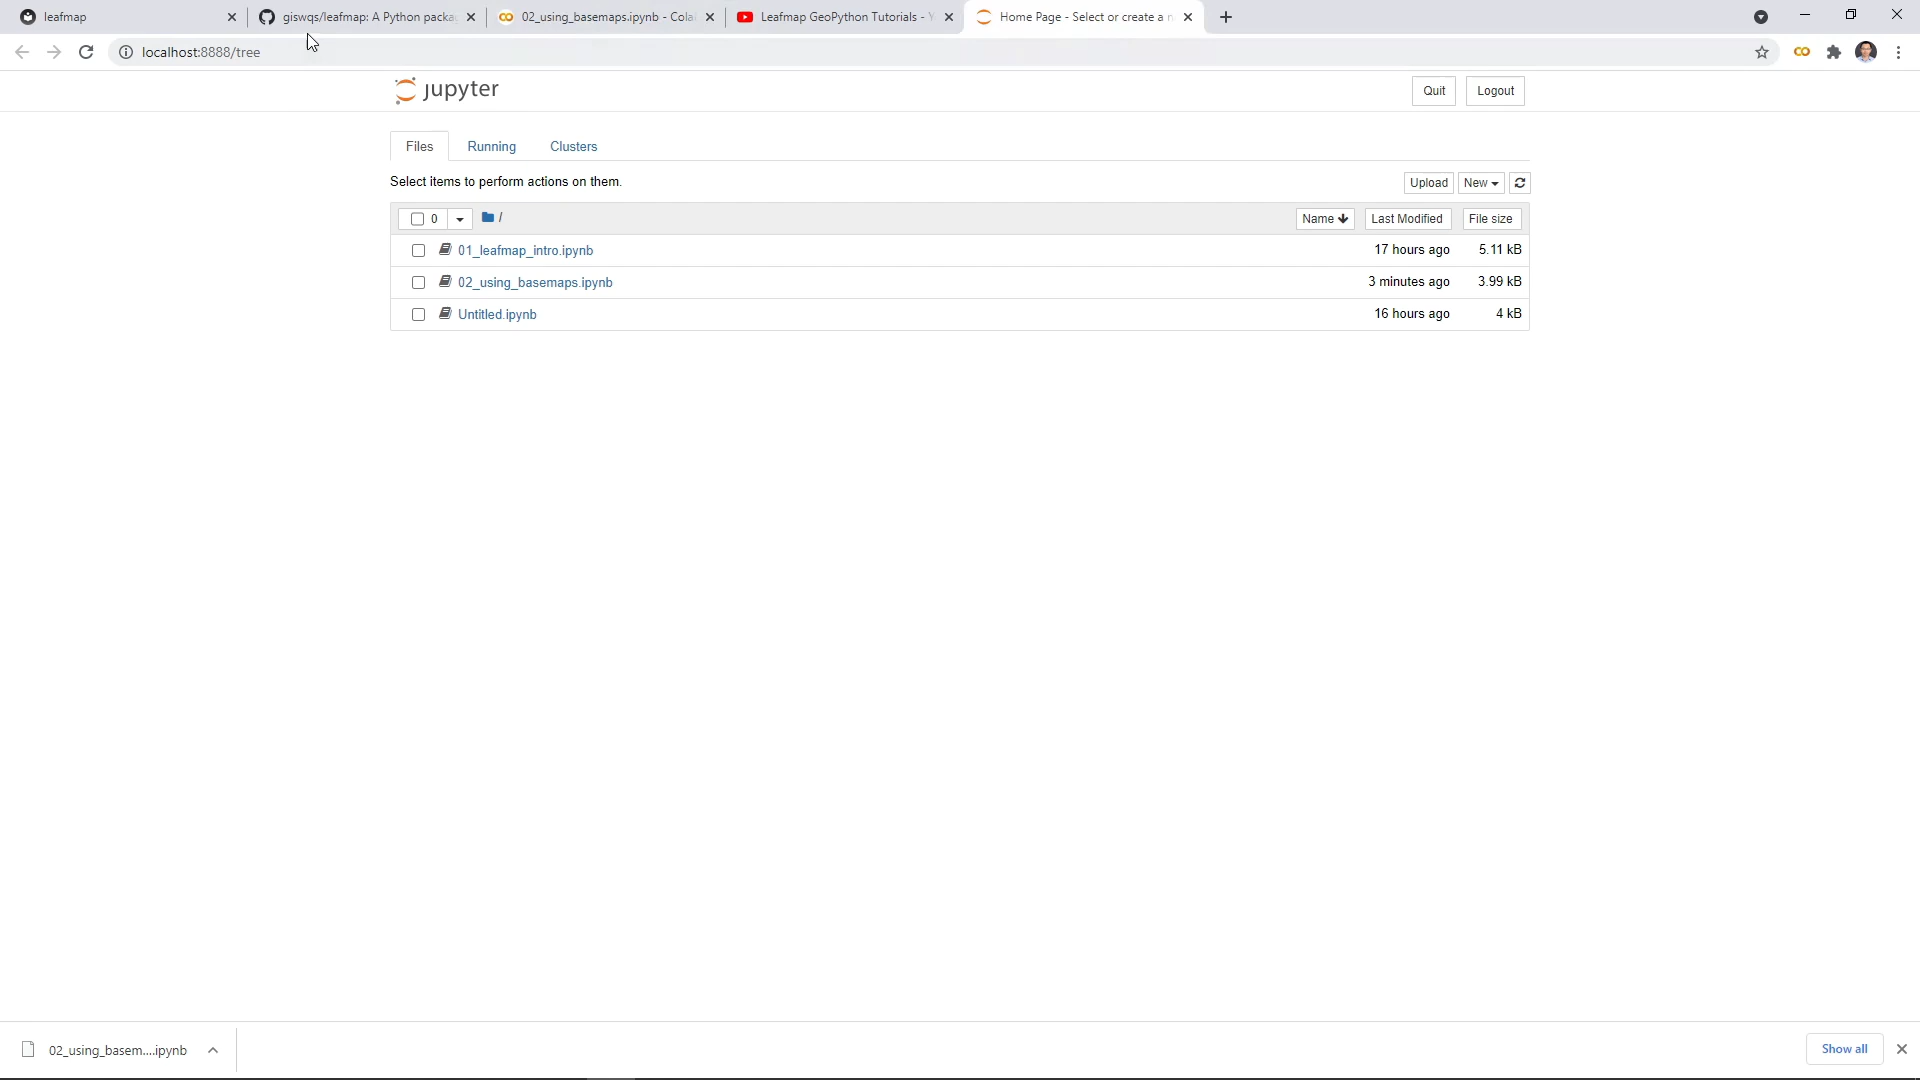 leafmap
giswqs/leafmap: A Python packa
02_using_basemaps.ipynb - Cola
Leafmap GeoPython Tutorials - Y
Home Page - Select or create a n
localhost:8888/tree
jupyter
Quit
Logout
Files
Running
Clusters
Select items to perform actions on them.
Upload
New
0
/
Name
Last Modified
File size
01_leafmap_intro.ipynb
17 hours ago
5.11 kB
02_using_basemaps.ipynb
3 minutes ago
3.99 kB
Untitled.ipynb
16 hours ago
4 kB
02_using_basem....ipynb
Show all